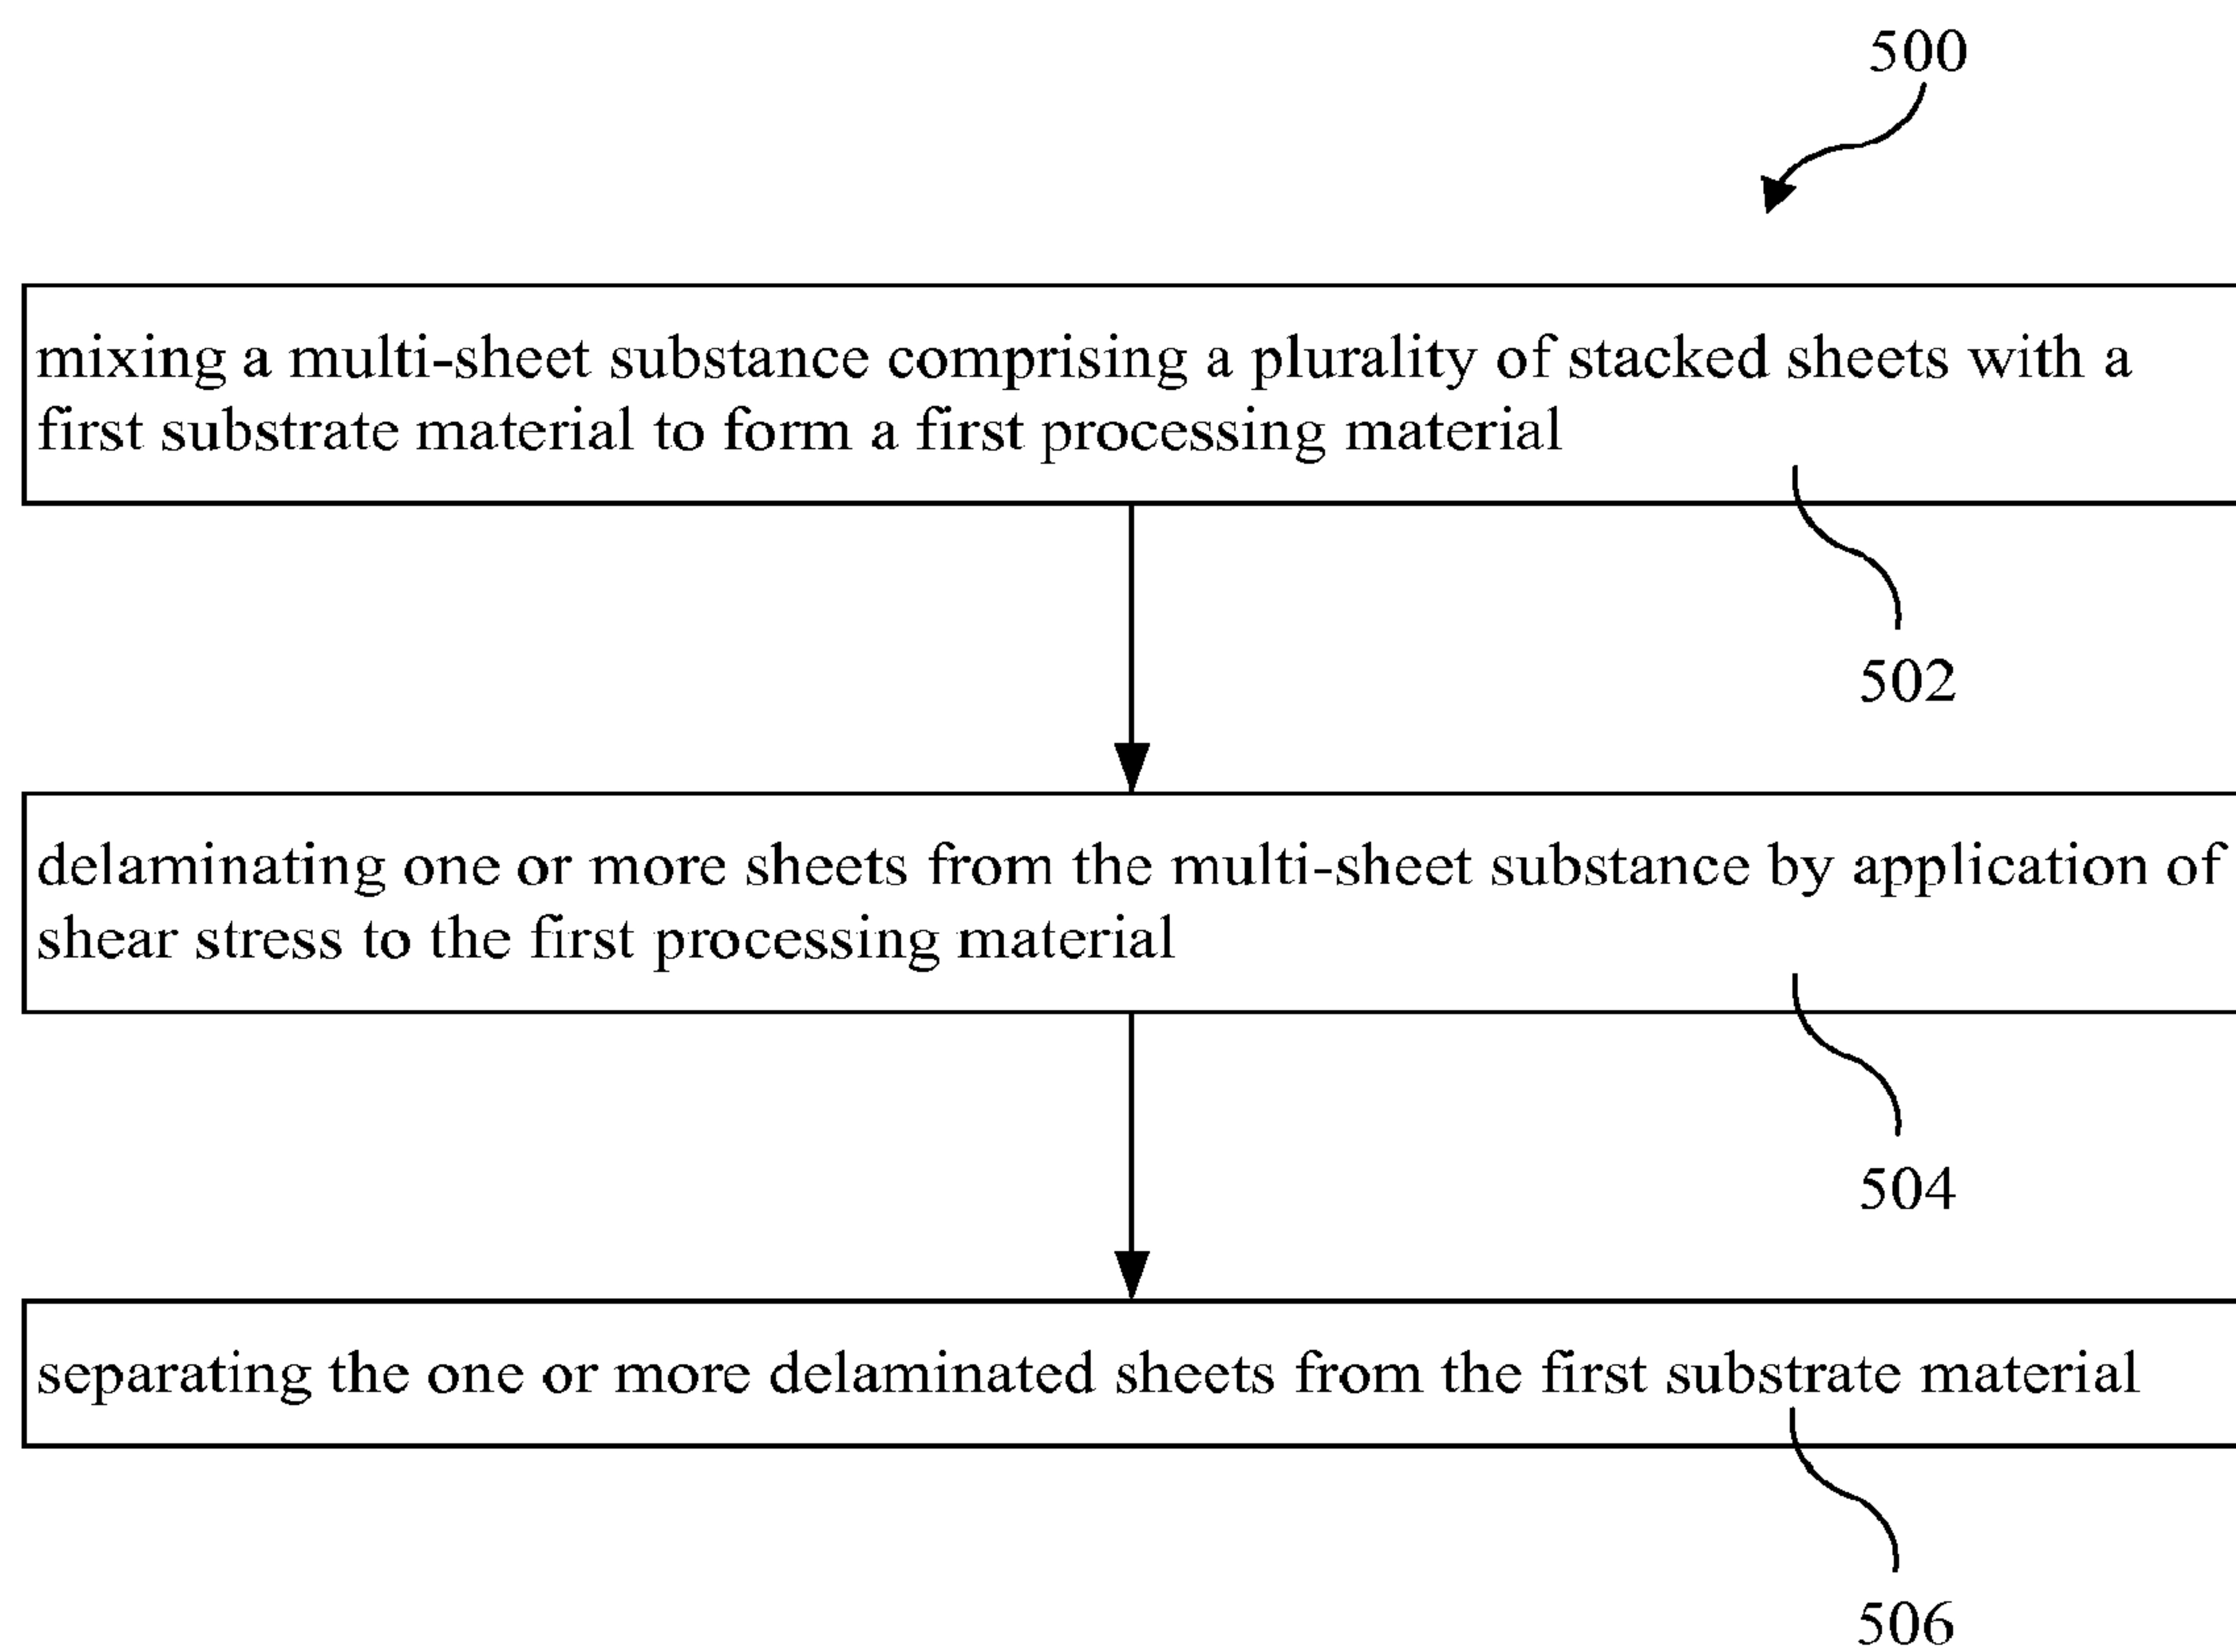 500
mixing a multi-sheet substance comprising a plurality of stacked sheets with a
first substrate material to form a first processing material
502
delaminating one or more sheets from the multi-sheet substance by application of
shear stress to the first processing material
504
separating the one or more delaminated sheets from the first substrate material
506